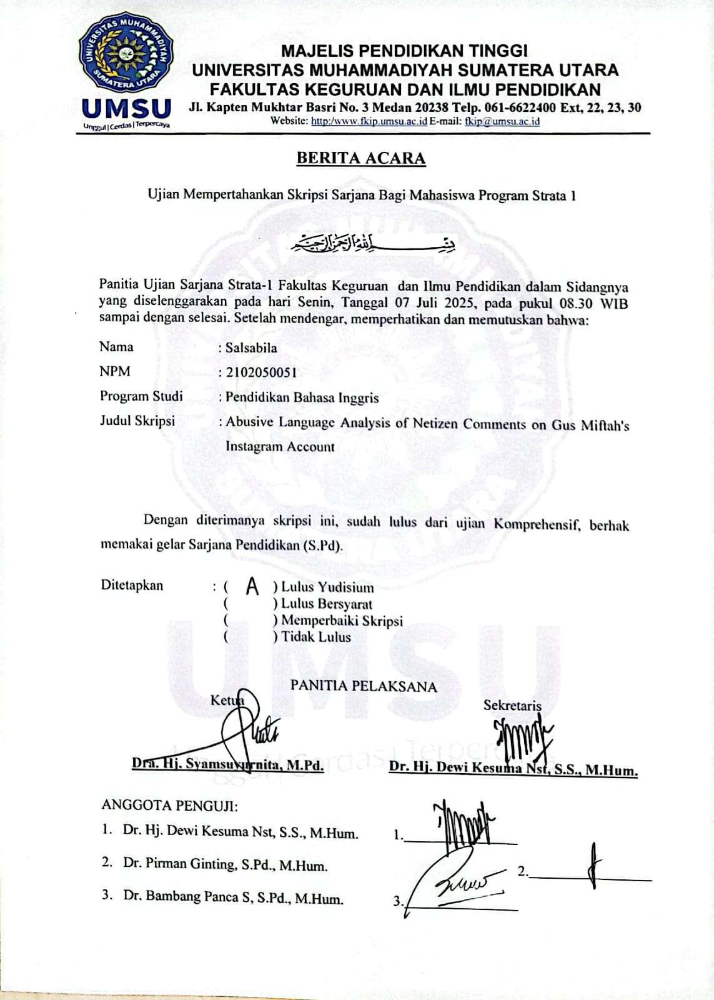 UNIVERSITAS MUHAMMADIYAH
SUMATERA UTARA
UMSU
Unggul | Cerdas | Terpercaya
MAJELIS PENDIDIKAN TINGGI
UNIVERSITAS MUHAMMADIYAH SUMATERA UTARA
FAKULTAS KEGURUAN DAN ILMU PENDIDIKAN
Jl. Kapten Mukhtar Basri No. 3 Medan 20238 Telp. 061-6622400 Ext, 22, 23, 30
Website: http:/www.fkip.umsu.ac.id E-mail: fkip@umsu.ac.id
BERITA ACARA
Ujian Mempertahankan Skripsi Sarjana Bagi Mahasiswa Program Strata 1
بسم الله الرحمن الرحيم
Panitia Ujian Sarjana Strata-1 Fakultas Keguruan dan Ilmu Pendidikan dalam Sidangnya
yang diselenggarakan pada hari Senin, Tanggal 07 Juli 2025, pada pukul 08.30 WIB
sampai dengan selesai. Setelah mendengar, memperhatikan dan memutuskan bahwa:
Nama : Salsabila
NPM : 2102050051
Program Studi : Pendidikan Bahasa Inggris
Judul Skripsi : Abusive Language Analysis of Netizen Comments on Gus Miftah's
Instagram Account
Dengan diterimanya skripsi ini, sudah lulus dari ujian Komprehensif, berhak
memakai gelar Sarjana Pendidikan (S.Pd).
Ditetapkan : ( A ) Lulus Yudisium
( ) Lulus Bersyarat
( ) Memperbaiki Skripsi
( ) Tidak Lulus
PANITIA PELAKSANA
Ketua
Sekretaris
Dra. Hj. Syamsuyurnita, M.Pd.
Dr. Hj. Dewi Kesuma Nst, S.S., M.Hum.
ANGGOTA PENGUJI:
1. Dr. Hj. Dewi Kesuma Nst, S.S., M.Hum. 1.
2. Dr. Pirman Ginting, S.Pd., M.Hum. 2.
3. Dr. Bambang Panca S, S.Pd., M.Hum. 3.